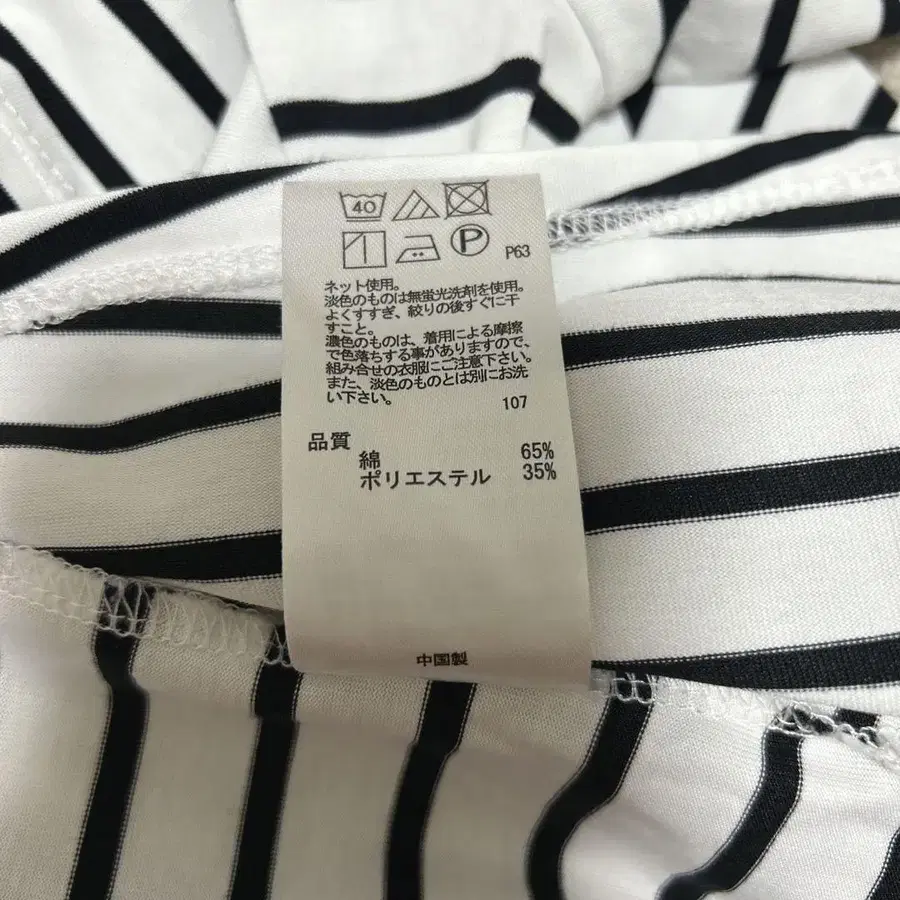 40
P P63
ネット使用。
淡色のものは無蛍光洗剤を使用。
よくすすぎ、絞りの後すぐに干
すこと。
濃色のものは、着用による摩擦
で色落ちする事がありますので、
組み合せの衣服にご注意下さい。
また、淡色のものとは別にお洗
い下さい。
107
品質
綿 65%
ポリエステル 35%
中国製